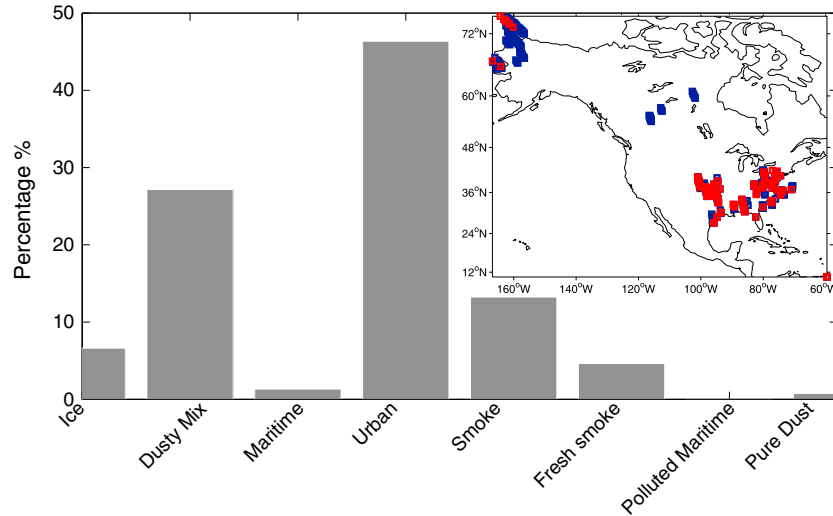 Percentage %
50
40
30
20
10
0
Ice
Dusty Mix
Maritime
Urban
Smoke
Fresh smoke
Polluted Maritime
Pure Dust
72°N
60°N
48°N
36°N
24°N
12°N
160°W
140°W
120°W
100°W
80°W
60°W